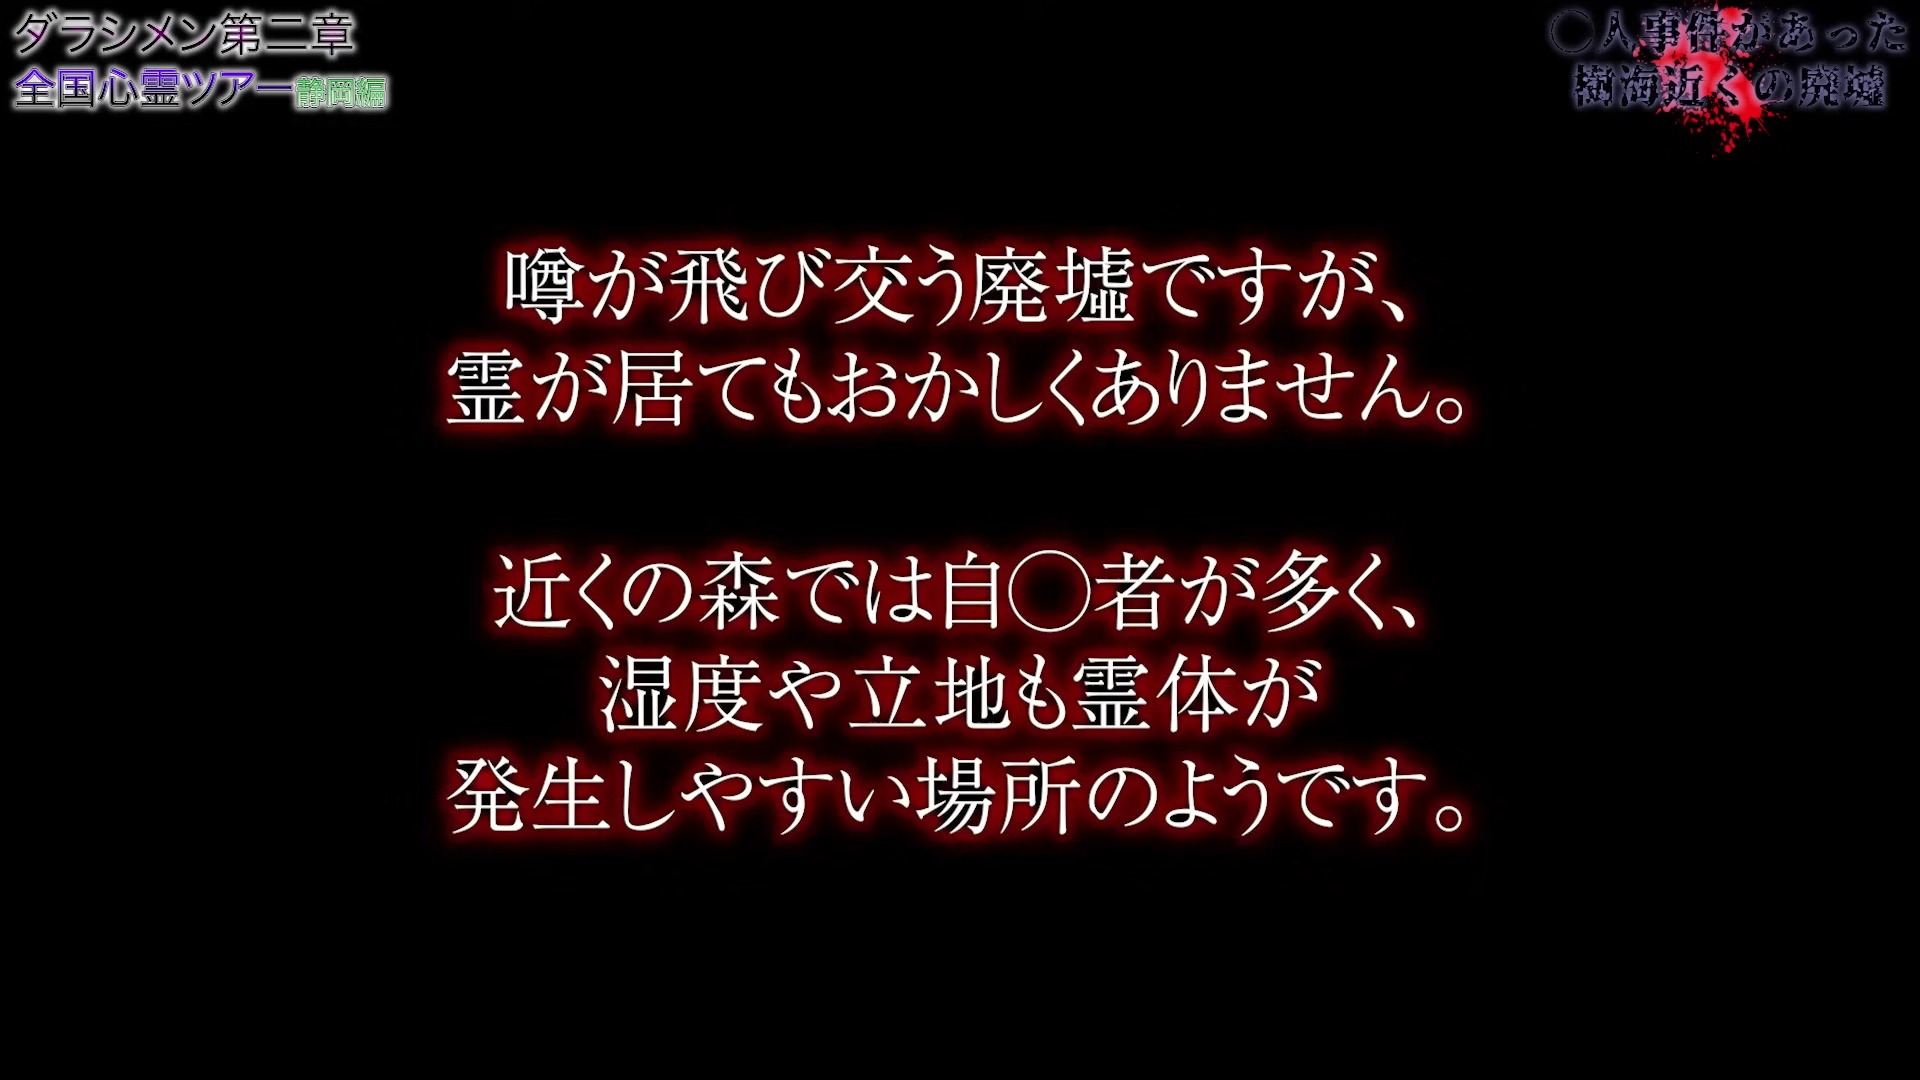 ダラシメン第二章
全国心霊ツアー静岡編
〇人事件があった
樹海近くの廃墟
噂が飛び交う廃墟ですが、
霊が居てもおかしくありません。
近くの森では自〇者が多く、
湿度や立地も霊体が
発生しやすい場所のようです。